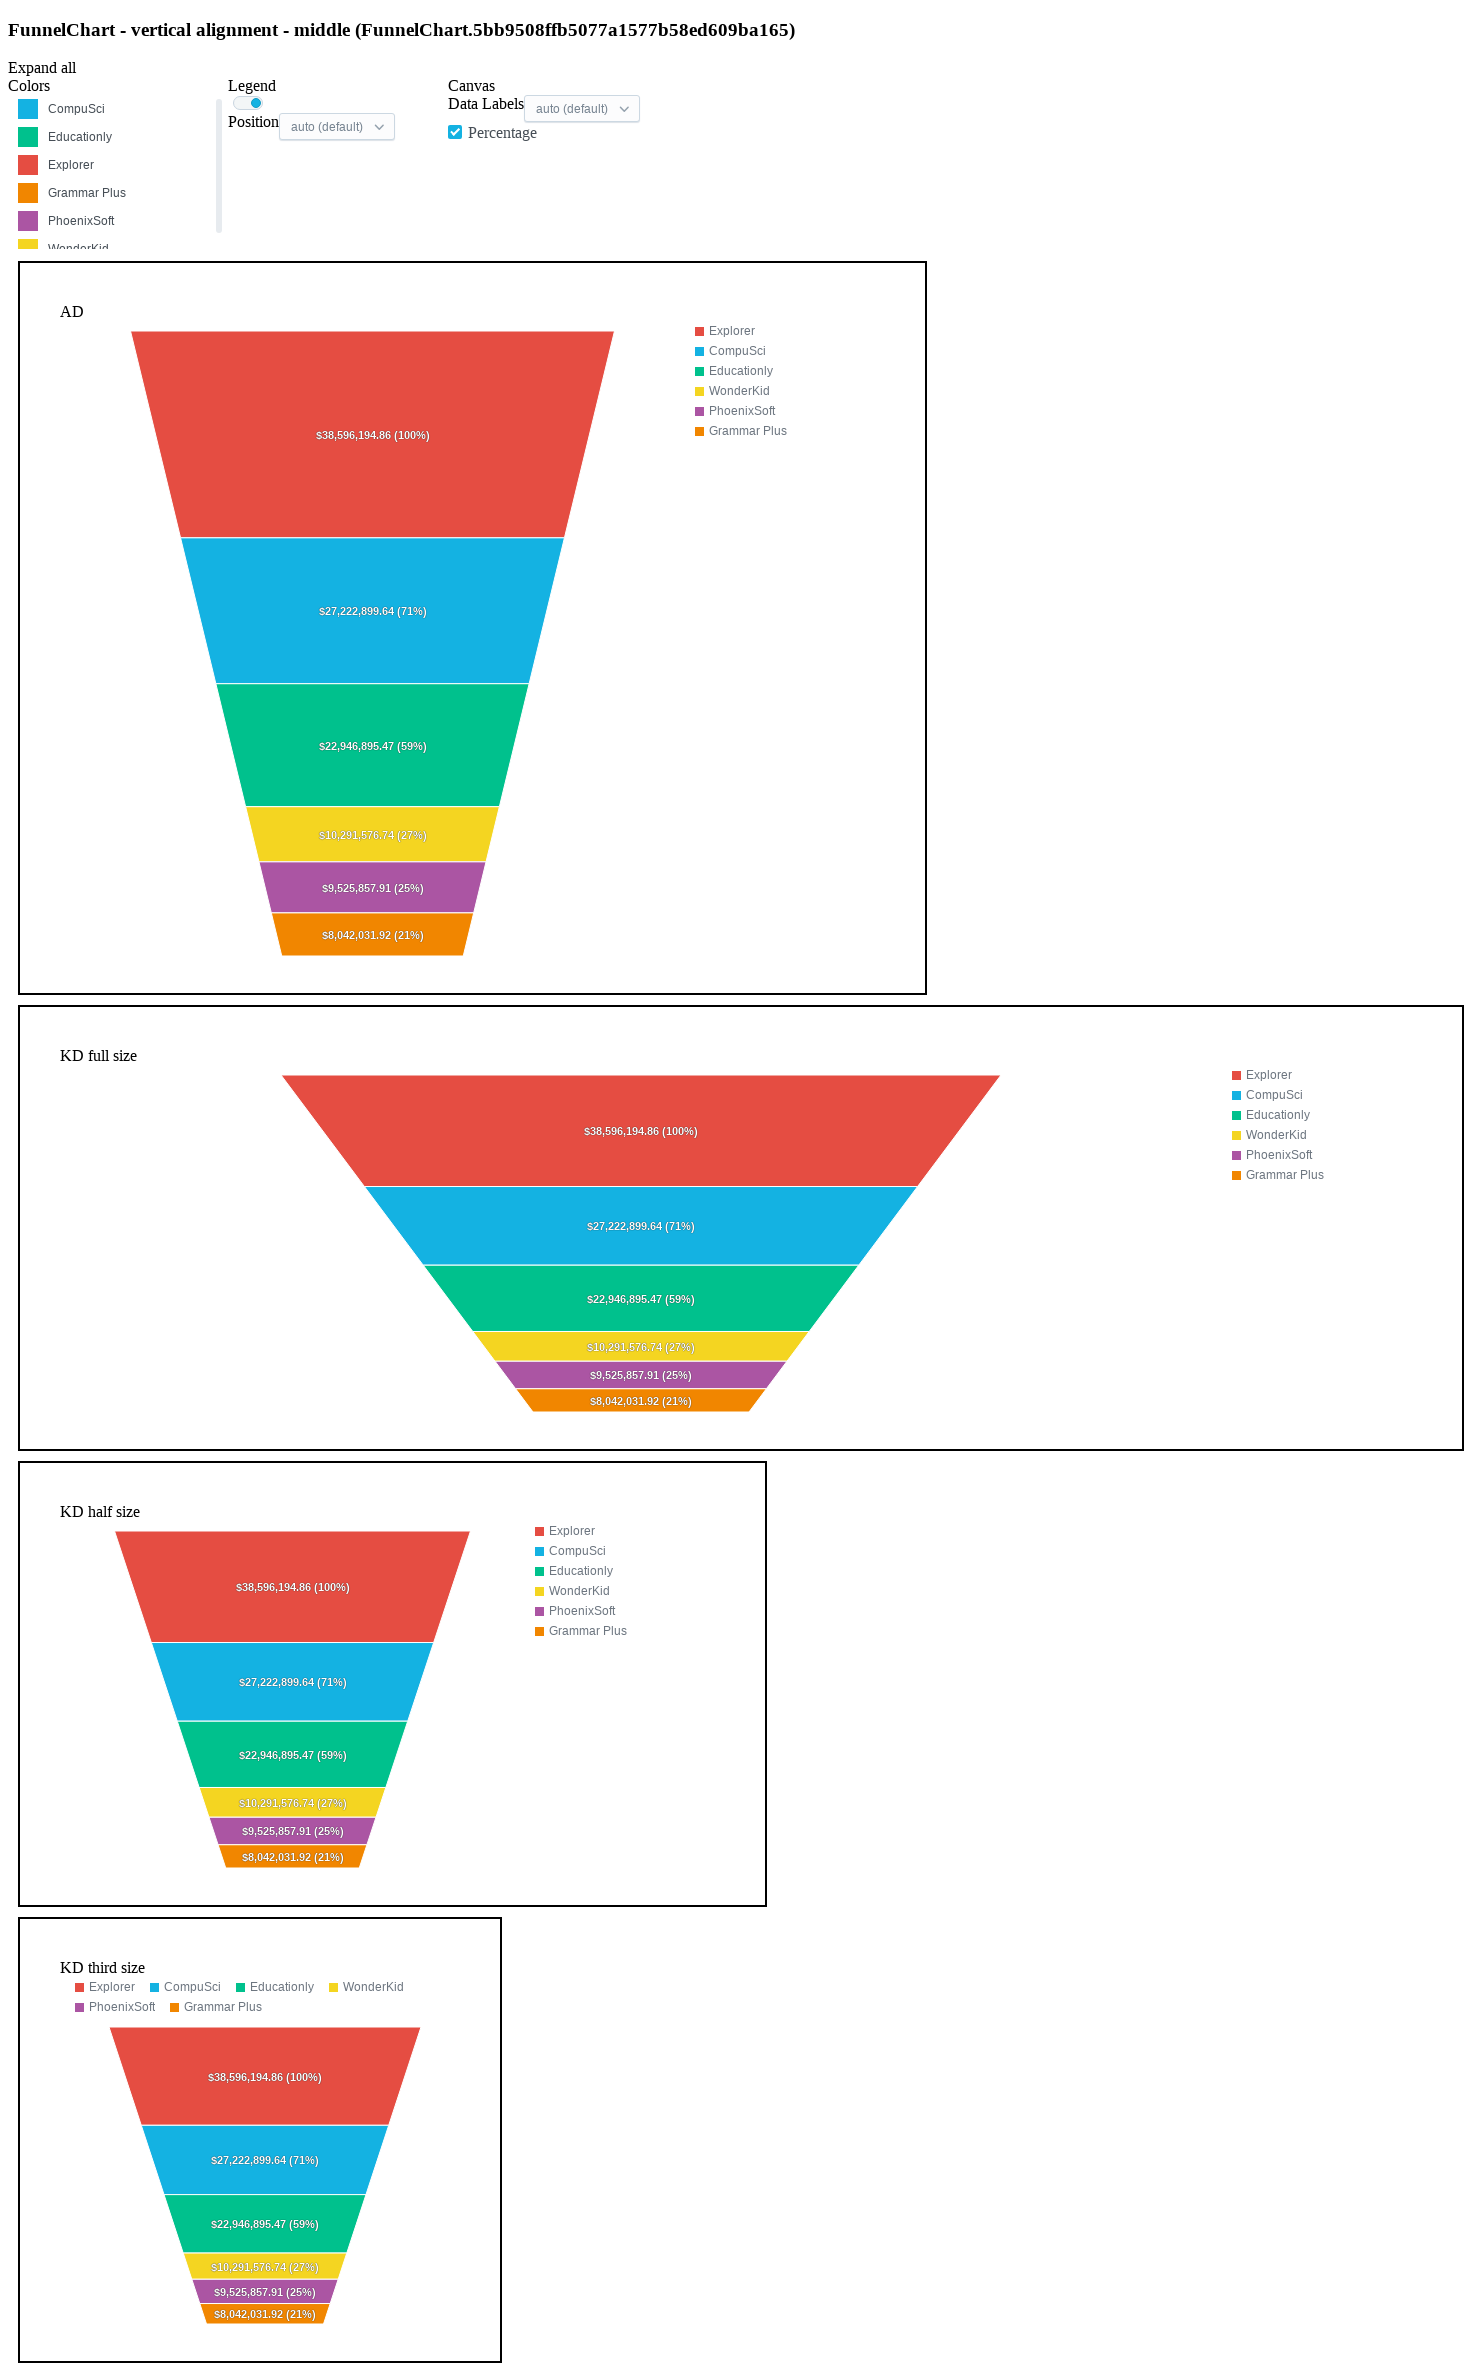 FunnelChart - vertical alignment - middle (FunnelChart.5bb9508ffb5077a1577b58ed609ba165)
Expand all
Colors
CompuSci
Educationly
Explorer
Grammar Plus
PhoenixSoft
WonderKid
Legend
Position auto (default)
Canvas
Data Labels auto (default)
Percentage
AD
Explorer
CompuSci
Educationly
WonderKid
PhoenixSoft
Grammar Plus
$38,596,194.86 (100%)
$27,222,899.64 (71%)
$22,946,895.47 (59%)
$10,291,576.74 (27%)
$9,525,857.91 (25%)
$8,042,031.92 (21%)
KD full size
Explorer
CompuSci
Educationly
WonderKid
PhoenixSoft
Grammar Plus
$38,596,194.86 (100%)
$27,222,899.64 (71%)
$22,946,895.47 (59%)
$10,291,576.74 (27%)
$9,525,857.91 (25%)
$8,042,031.92 (21%)
KD half size
Explorer
CompuSci
Educationly
WonderKid
PhoenixSoft
Grammar Plus
$38,596,194.86 (100%)
$27,222,899.64 (71%)
$22,946,895.47 (59%)
$10,291,576.74 (27%)
$9,525,857.91 (25%)
$8,042,031.92 (21%)
KD third size
Explorer CompuSci Educationly WonderKid
PhoenixSoft Grammar Plus
$38,596,194.86 (100%)
$27,222,899.64 (71%)
$22,946,895.47 (59%)
$10,291,576.74 (27%)
$9,525,857.91 (25%)
$8,042,031.92 (21%)